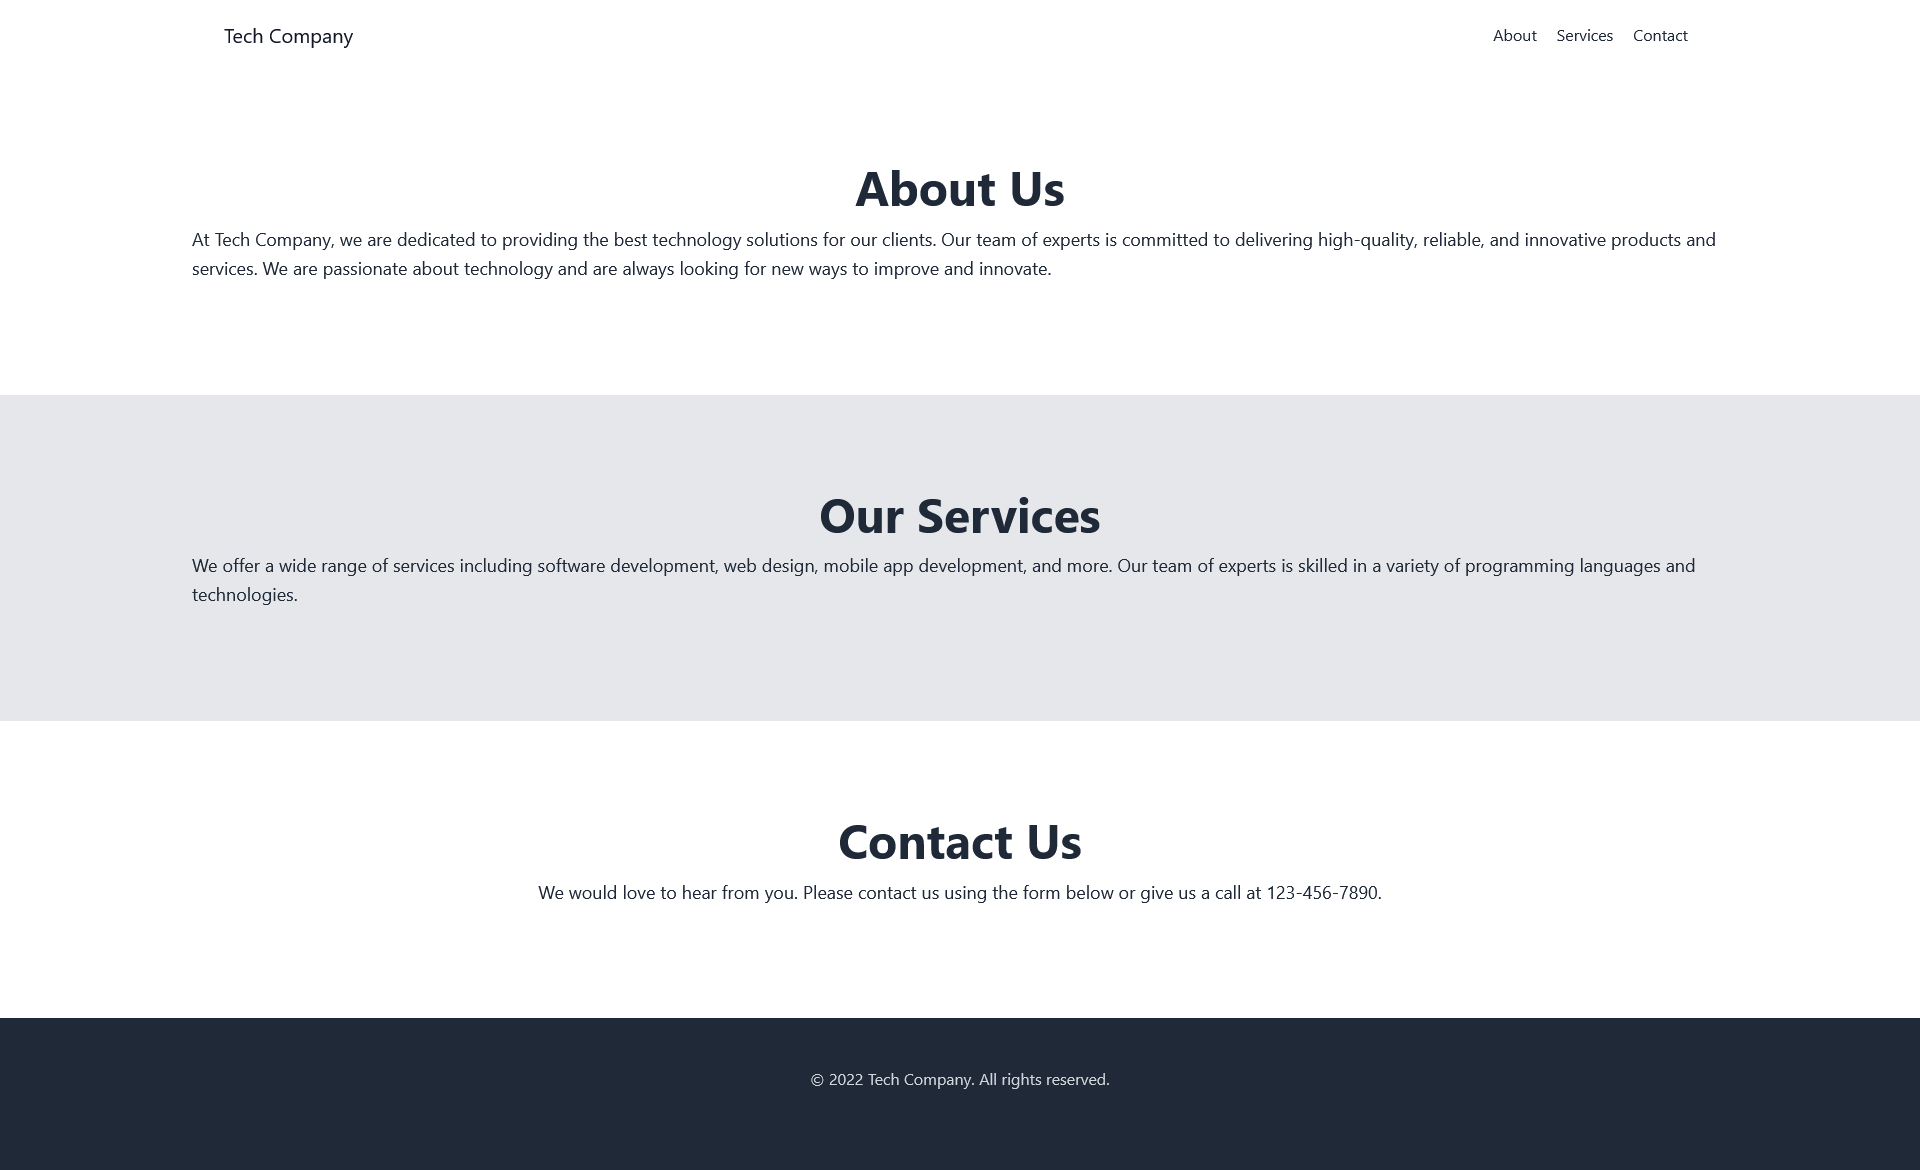 Tech Company
About Services Contact
About Us
At Tech Company, we are dedicated to providing the best technology solutions for our clients. Our team of experts is committed to delivering high-quality, reliable, and innovative products and
services. We are passionate about technology and are always looking for new ways to improve and innovate.
Our Services
We offer a wide range of services including software development, web design, mobile app development, and more. Our team of experts is skilled in a variety of programming languages and
technologies.
Contact Us
We would love to hear from you. Please contact us using the form below or give us a call at 123-456-7890.
© 2022 Tech Company. All rights reserved.